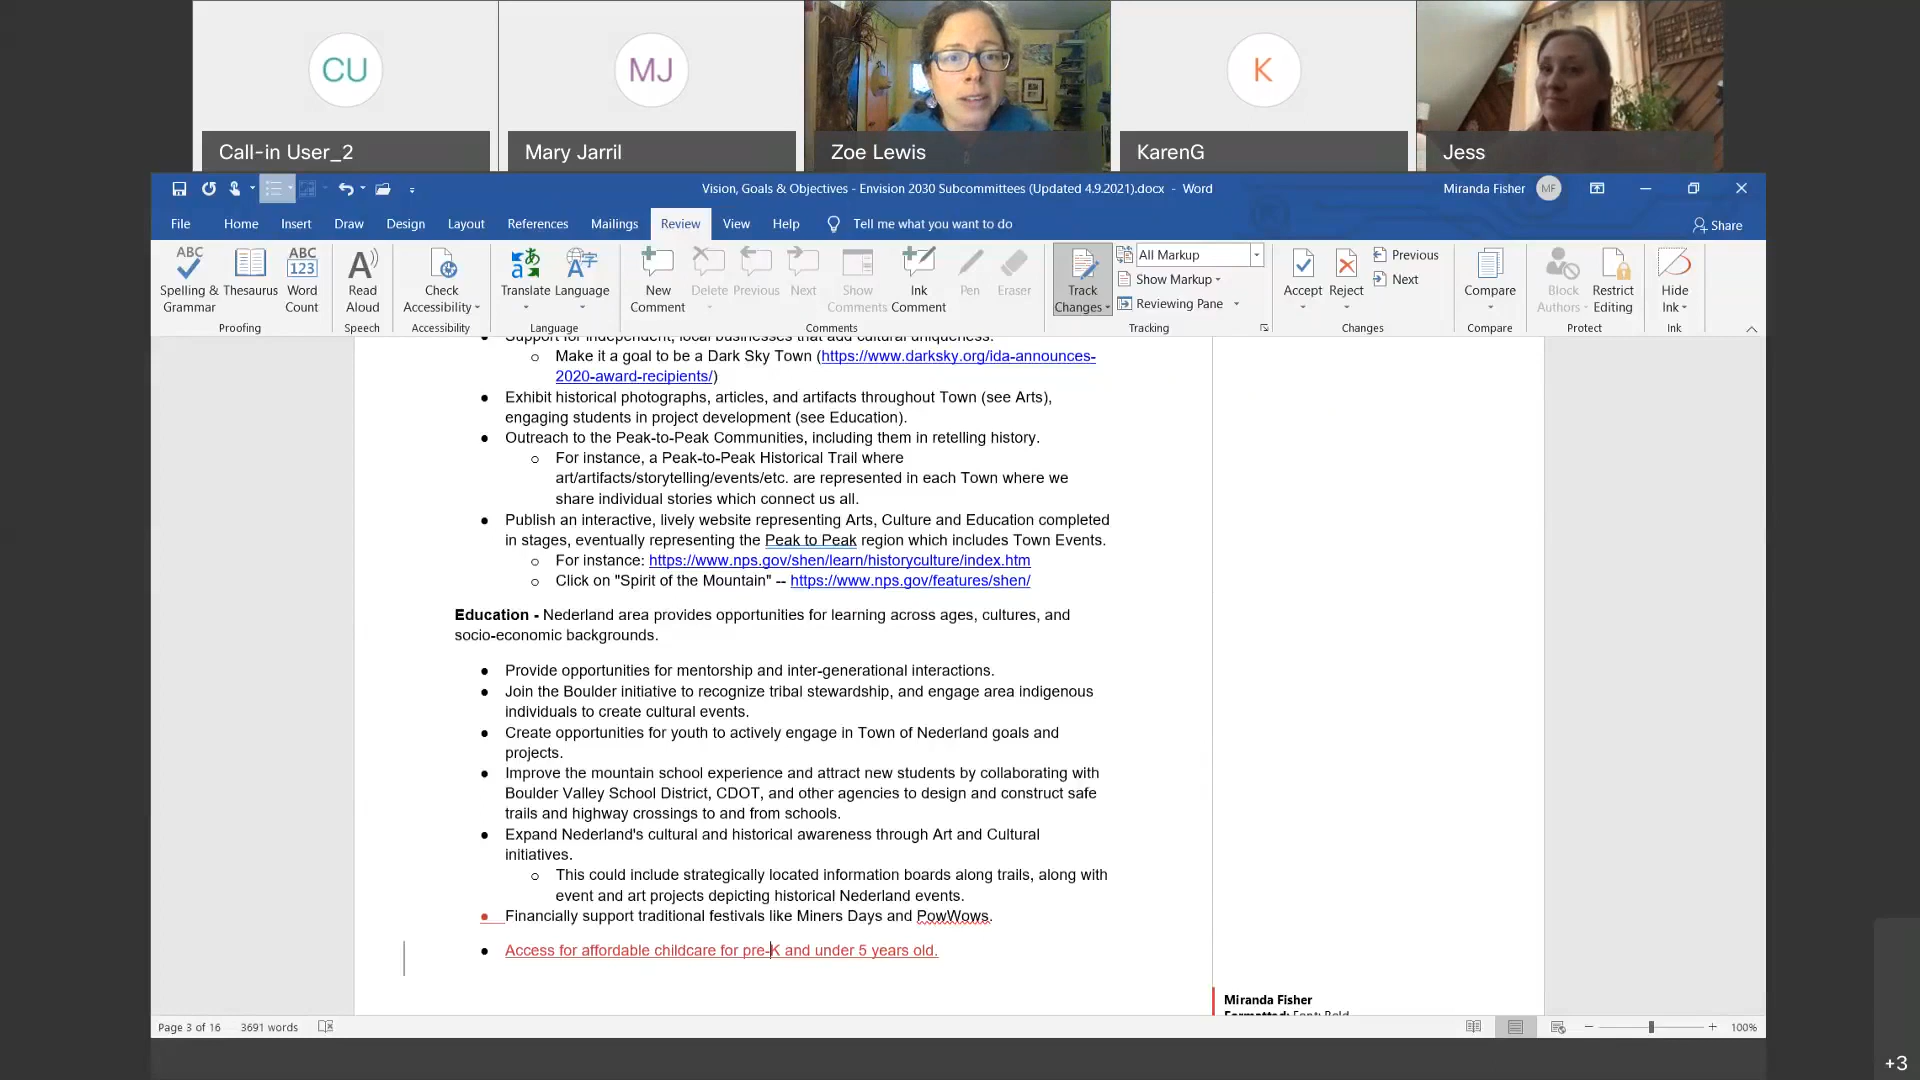 CU
MJ
K
Call-in User_2
Mary Jarril
Zoe Lewis
KarenG
Jess
Vision, Goals & Objectives - Envision 2030 Subcommittees (Updated 4.9.2021).docx - Word
Miranda Fisher
MF
File
Home
Insert
Draw
Design
Layout
References
Mailings
Review
View
Help
Tell me what you want to do
Share
ABC
Spelling &
Grammar
Thesaurus
ABC
123
Word
Count
Proofing
Read
Aloud
Speech
Check
Accessibility
Accessibility
Translate
Language
Language
New
Comment
Delete
Previous
Next
Show
Comments
Ink
Comment
Pen
Eraser
Comments
Track
Changes
All Markup
Show Markup
Reviewing Pane
Tracking
Accept
Reject
Previous
Next
Changes
Compare
Compare
Block
Authors
Restrict
Editing
Protect
Hide
Ink
Ink
Support for independent, local businesses that add cultural uniqueness.
o Make it a goal to be a Dark Sky Town (https://www.darksky.org/ida-announces-
2020-award-recipients/)
● Exhibit historical photographs, articles, and artifacts throughout Town (see Arts),
engaging students in project development (see Education).
● Outreach to the Peak-to-Peak Communities, including them in retelling history.
o For instance, a Peak-to-Peak Historical Trail where
art/artifacts/storytelling/events/etc. are represented in each Town where we
share individual stories which connect us all.
● Publish an interactive, lively website representing Arts, Culture and Education completed
in stages, eventually representing the Peak to Peak region which includes Town Events.
o For instance: https://www.nps.gov/shen/learn/historyculture/index.htm
o Click on "Spirit of the Mountain" -- https://www.nps.gov/features/shen/
Education - Nederland area provides opportunities for learning across ages, cultures, and
socio-economic backgrounds.
● Provide opportunities for mentorship and inter-generational interactions.
● Join the Boulder initiative to recognize tribal stewardship, and engage area indigenous
individuals to create cultural events.
● Create opportunities for youth to actively engage in Town of Nederland goals and
projects.
● Improve the mountain school experience and attract new students by collaborating with
Boulder Valley School District, CDOT, and other agencies to design and construct safe
trails and highway crossings to and from schools.
● Expand Nederland's cultural and historical awareness through Art and Cultural
initiatives.
o This could include strategically located information boards along trails, along with
event and art projects depicting historical Nederland events.
● Financially support traditional festivals like Miners Days and PowWows.
● Access for affordable childcare for pre-K and under 5 years old.
Miranda Fisher
Formatted: Font: Bold
Page 3 of 16
3691 words
100%
+3